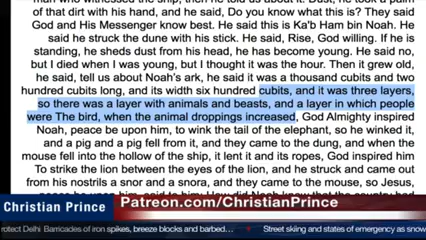 man who witnessed the ship, then he told us about it. Dust, he took a palm
of that dirt with his hand, and he said, Do you know what this is? They said
God and His Messenger know best. He said this is Ka'b Ham bin Noah. He
said he struck the dune with his stick. He said, Rise, God willing. If he is
standing, he sheds dust from his head, he has become young. He said no,
but I died when I was young, but I thought it was the hour. Then it grew old,
he said, tell us about Noah's ark, he said it was a thousand cubits and two
hundred cubits long, and its width six hundred cubits, and it was three layers,
so there was a layer with animals and beasts, and a layer in which people
were The bird, when the animal droppings increased, God Almighty inspired
Noah, peace be upon him, to wink the tail of the elephant, so he winked it,
and a pig and a pig fell from it, and they came to the dung, and when the
mouse fell into the hollow of the ship, it lent it and its ropes, God inspired him
To strike the lion between the eyes of the lion, and he struck and came out
from his nostrils a snor and a snora, and they came to the mouse, so Jesus,
Christian Prince
Patreon.com/ChristianPrince
rotect Delhi Barricades of iron spikes, breeze blocks and barbed…
Street skiing and states of emergency as snow